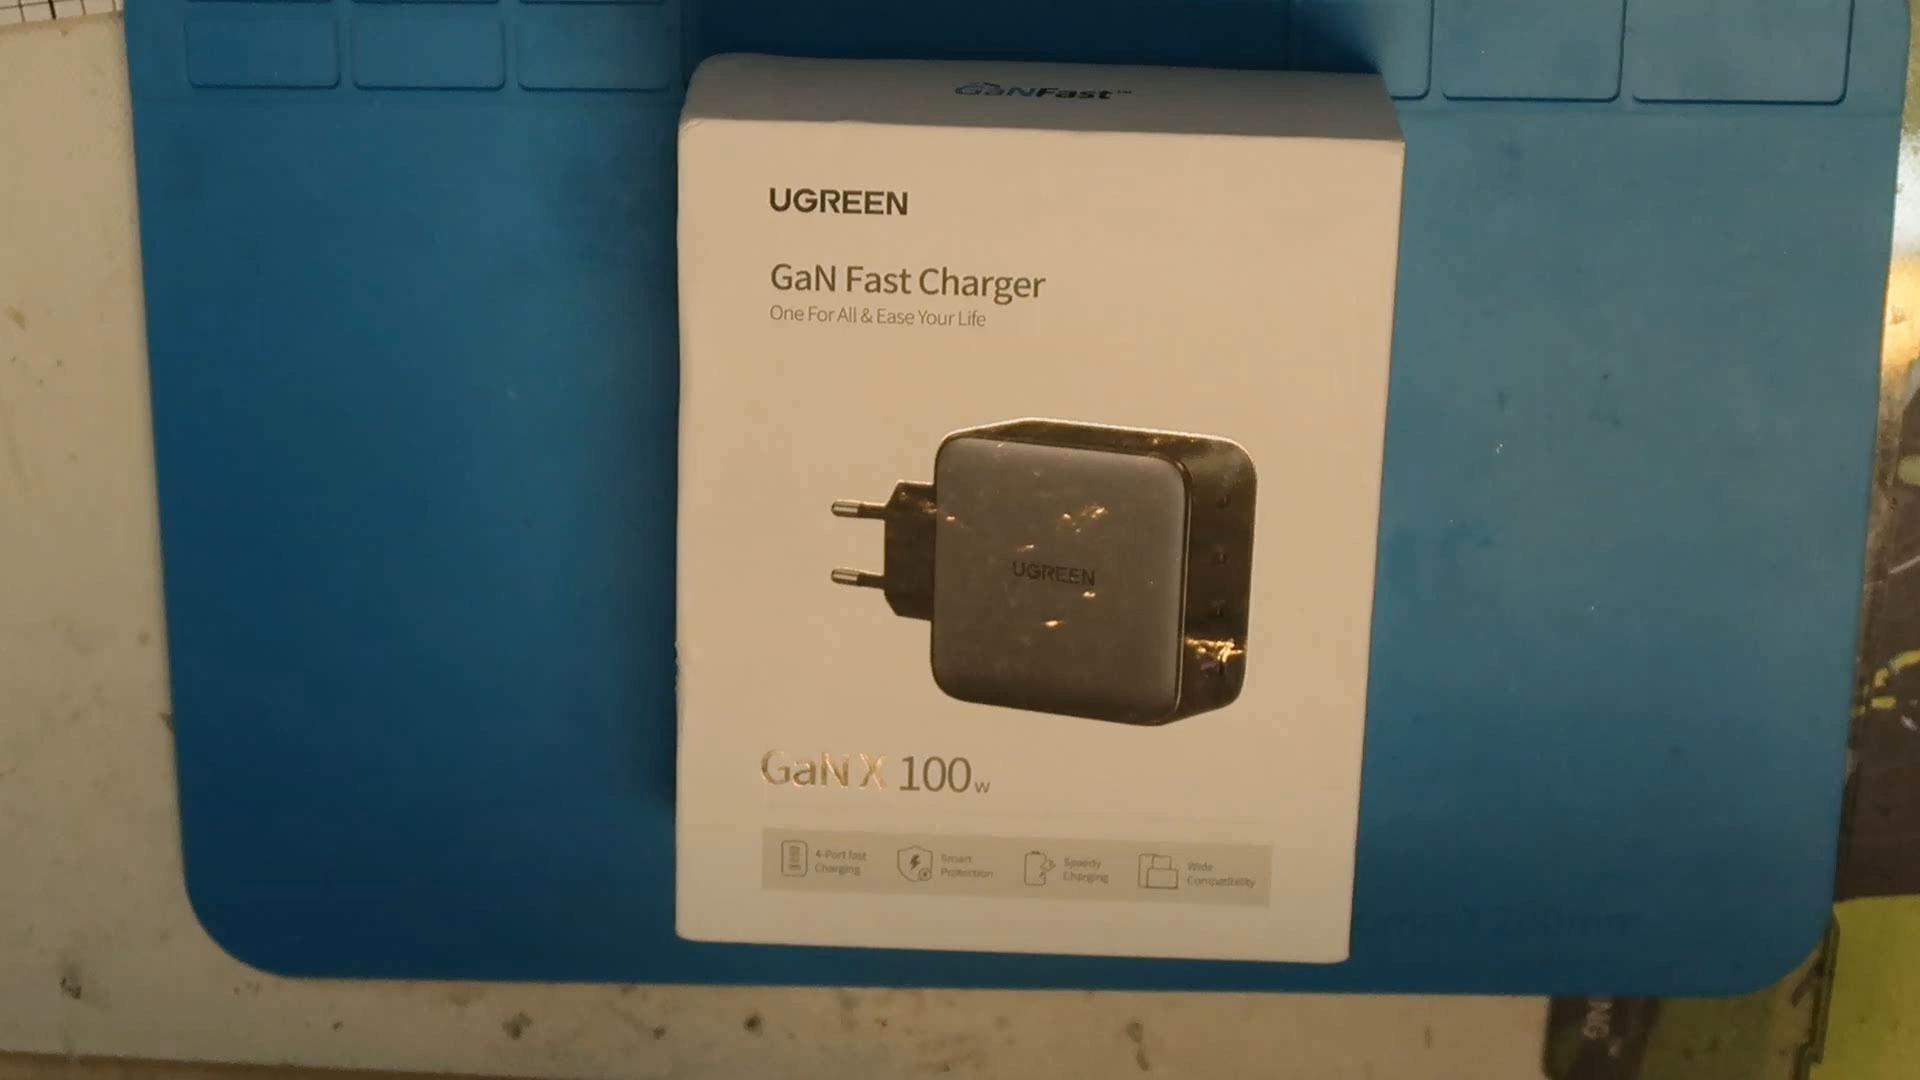 GaNFast™
UGREEN
GaN Fast Charger
One For All & Ease Your Life
UGREEN
GaN X 100w
4-Port fast
Charging
Smart
Protection
Speedy
Charging
Wide
Compatibility